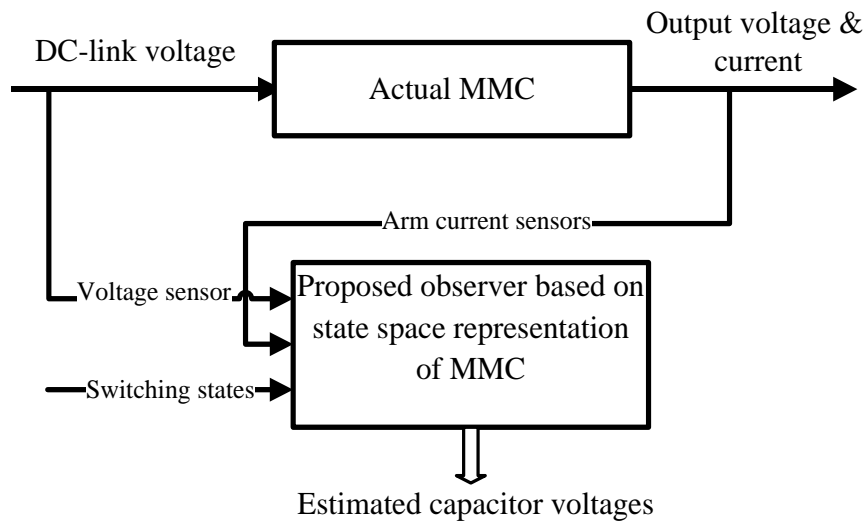 DC-link voltage
Output voltage &
current
Actual MMC
Arm current sensors
Voltage sensor
Proposed observer based on
state space representation
of MMC
Switching states
Estimated capacitor voltages